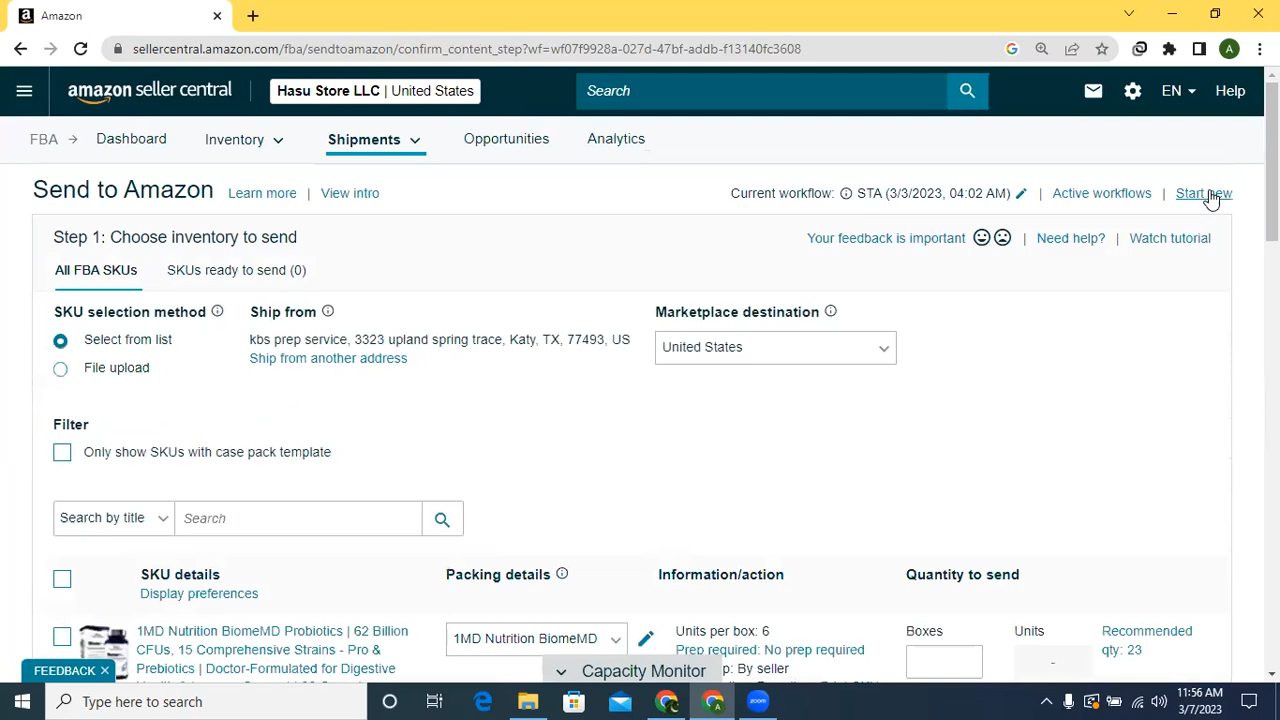 Amazon
sellercentral.amazon.com/fba/sendtoamazon/confirm_content_step?wf=wf07f9928a-027d-47bf-addb-f13140fc3608
A
amazon seller central
Hasu Store LLC | United States
Search
EN
Help
FBA
Dashboard
Inventory
Shipments
Opportunities
Analytics
Send to Amazon
Learn more | View intro
Current workflow: STA (3/3/2023, 04:02 AM) | Active workflows | Start new
Step 1: Choose inventory to send
Your feedback is important | Need help? | Watch tutorial
All FBA SKUs
SKUs ready to send (0)
SKU selection method
Ship from
Marketplace destination
Select from list
kbs prep service, 3323 upland spring trace, Katy, TX, 77493, US
United States
Ship from another address
File upload
Filter
Only show SKUs with case pack template
Search by title
Search
SKU details
Packing details
Information/action
Quantity to send
Display preferences
1MD Nutrition BiomeMD Probiotics | 62 Billion
CFUs, 15 Comprehensive Strains - Pro &
Prebiotics | Doctor-Formulated for Digestive
1MD Nutrition BiomeMD
Units per box: 6
Prep required: No prep required
By seller
Boxes
Units
-
Recommended
qty: 23
FEEDBACK
Capacity Monitor
Type here to search
zoom
11:56 AM
3/7/2023